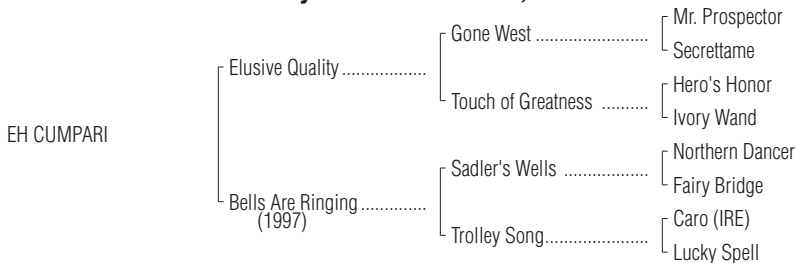 Mr. Prospector
Gone West ........................
Secrettame
Elusive Quality ..................
Hero's Honor
Touch of Greatness ..........
Ivory Wand
EH CUMPARI
Northern Dancer
Sadler's Wells ..................
Fairy Bridge
Bells Are Ringing ..............
(1997)
Caro (IRE)
Trolley Song......................
Lucky Spell